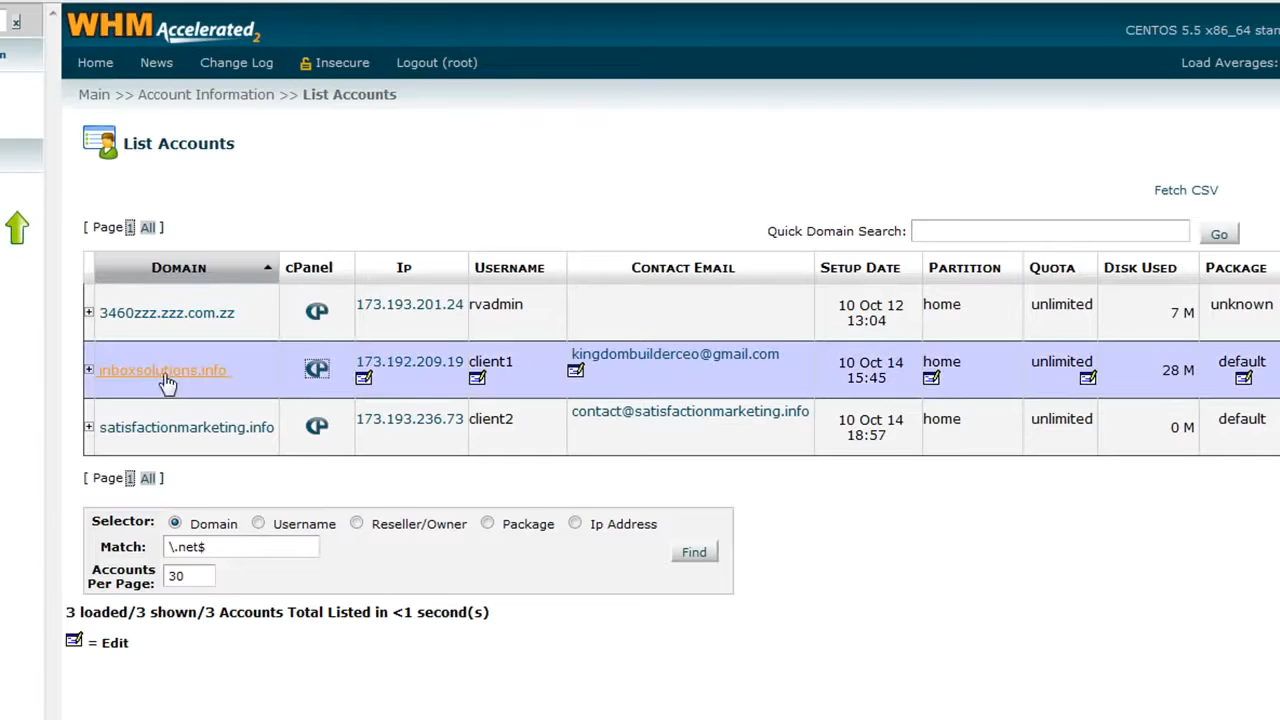 x
WHM Accelerated2
CENTOS 5.5 x86_64 stan
n
Home News Change Log Insecure Logout (root) Load Averages:
Main >> Account Information >> List Accounts
List Accounts
Fetch CSV
[ Page 1 All ] Quick Domain Search: Go
DOMAIN cPanel IP USERNAME CONTACT EMAIL SETUP DATE PARTITION QUOTA DISK USED PACKAGE
3460zzz.zzz.com.zz cP 173.193.201.24 rvadmin 10 Oct 12 13:04 home unlimited 7 M unknown
inboxsolutions.info cP 173.192.209.19 client1 kingdombuilderceo@gmail.com 10 Oct 14 15:45 home unlimited 28 M default
satisfactionmarketing.info cP 173.193.236.73 client2 contact@satisfactionmarketing.info 10 Oct 14 18:57 home unlimited 0 M default
[ Page 1 All ]
Selector: Domain Username Reseller/Owner Package Ip Address
Match: \.net$ Find
Accounts Per Page: 30
3 loaded/3 shown/3 Accounts Total Listed in <1 second(s)
= Edit